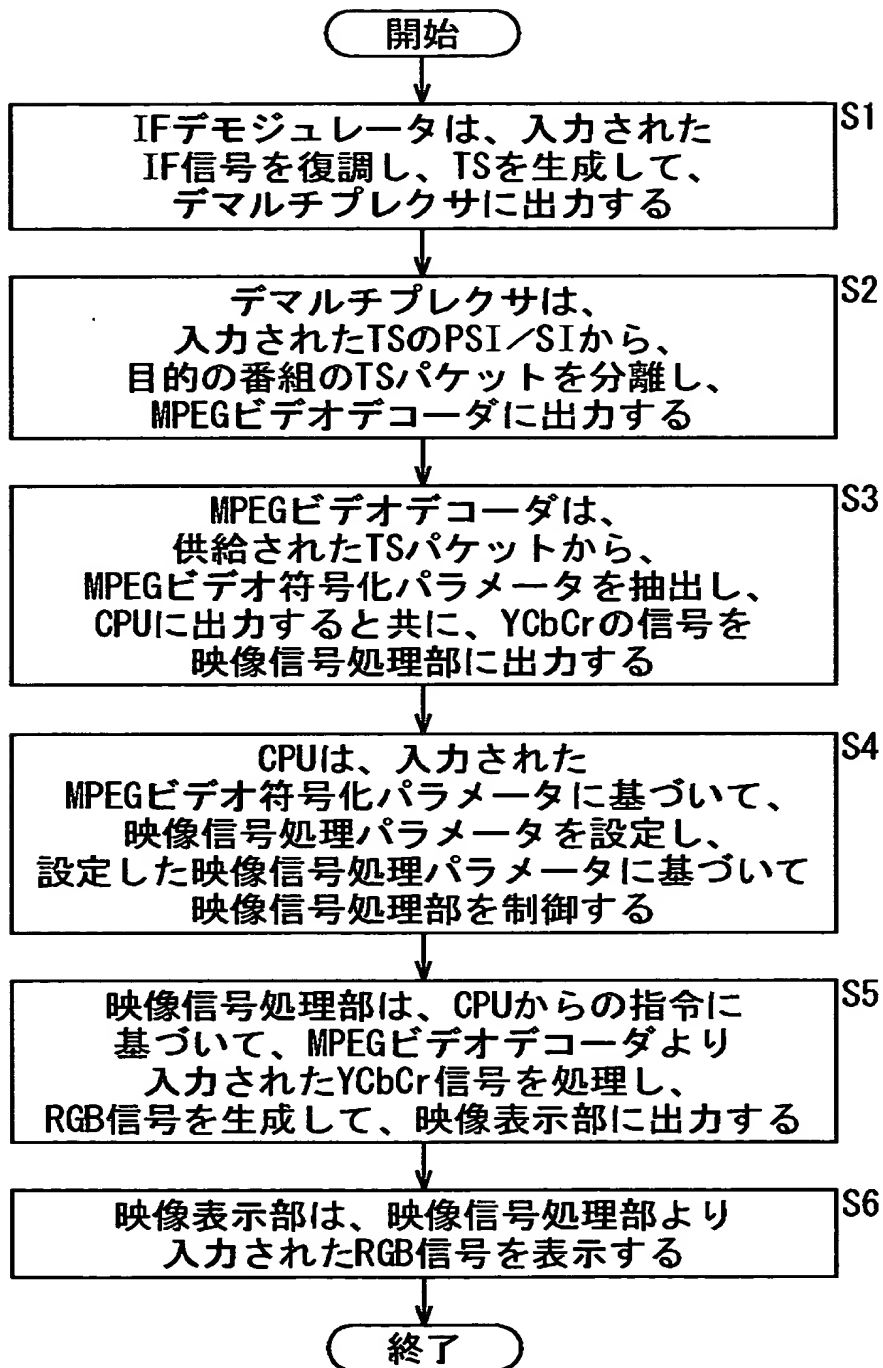 開始
S1
IFデモジュレータは、入力された
IF信号を復調し、TSを生成して、
デマルチプレクサに出力する
S2
デマルチプレクサは、
入力されたTSのPSI／SIから、
目的の番組のTSパケットを分離し、
MPEGビデオデコーダに出力する
S3
MPEGビデオデコーダは、
供給されたTSパケットから、
MPEGビデオ符号化パラメータを抽出し、
CPUに出力すると共に、YCbCrの信号を
映像信号処理部に出力する
S4
CPUは、入力された
MPEGビデオ符号化パラメータに基づいて、
映像信号処理パラメータを設定し、
設定した映像信号処理パラメータに基づいて
映像信号処理部を制御する
S5
映像信号処理部は、CPUからの指令に
基づいて、MPEGビデオデコーダより
入力されたYCbCr信号を処理し、
RGB信号を生成して、映像表示部に出力する
S6
映像表示部は、映像信号処理部より
入力されたRGB信号を表示する
終了